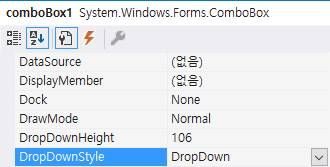 comboBox1 System.Windows.Forms.ComboBox
DataSource (없음)
DisplayMember (없음)
Dock None
DrawMode Normal
DropDownHeight 106
DropDownStyle DropDown